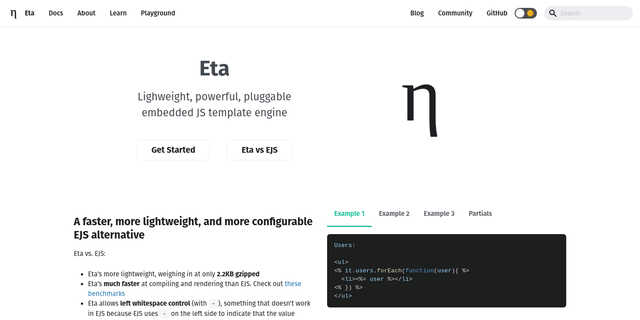 η Eta Docs About Learn Playground Blog Community GitHub Search
Eta
Lighweight, powerful, pluggable
embedded JS template engine
η
Get Started Eta vs EJS
A faster, more lightweight, and more configurable
EJS alternative
Eta vs. EJS:
Eta's more lightweight, weighing in at only 2.2KB gzipped
Eta's much faster at compiling and rendering than EJS. Check out these
benchmarks
Eta allows left whitespace control (with - ), something that doesn't work
in EJS because EJS uses - on the left side to indicate that the value
Example 1 Example 2 Example 3 Partials
Users:
<ul>
<% it.users.forEach(function(user){ %>
<li><%= user %></li>
<% }) %>
</ul>